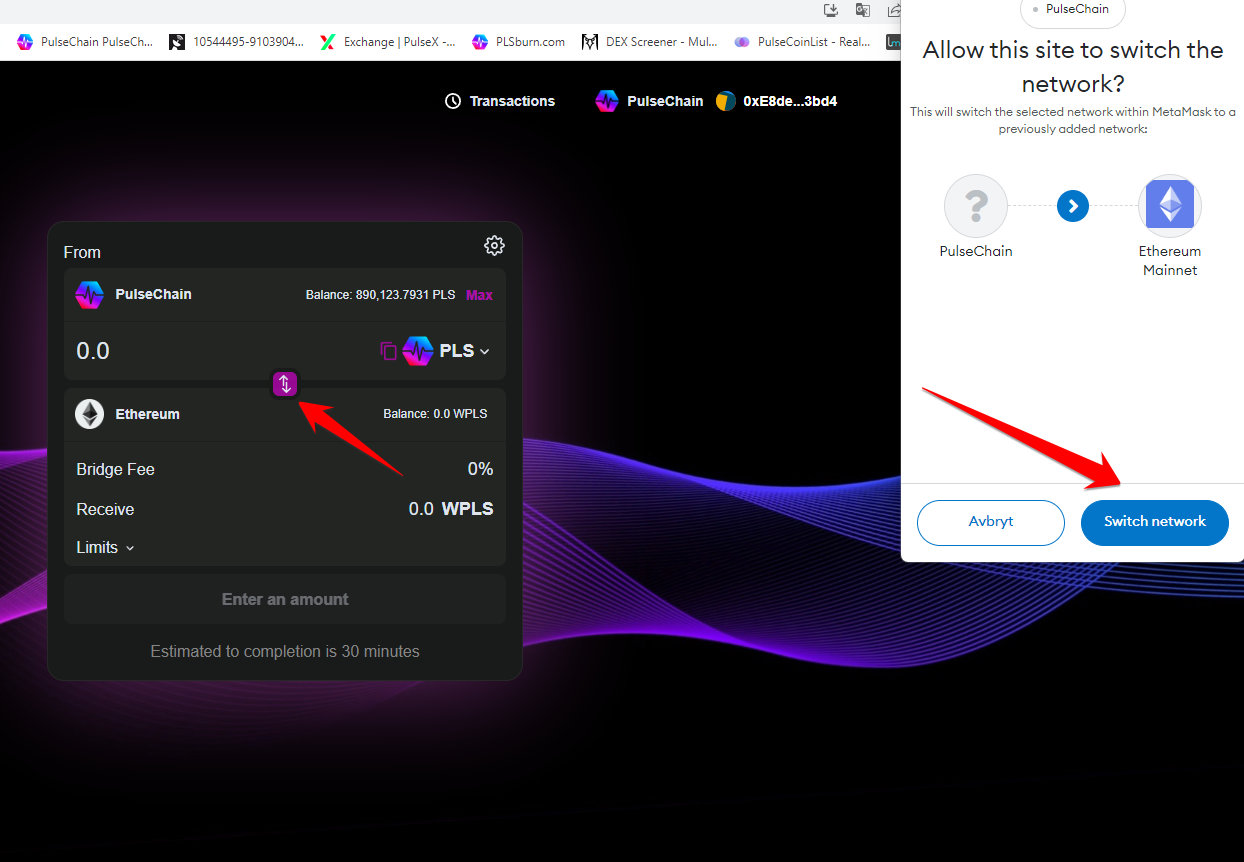 PulseChain PulseCh...
10544495-9103904...
Exchange | PulseX -...
PLSburn.com
DEX Screener - Mul...
PulseCoinList - Real...
Transactions
PulseChain
0xE8de...3bd4
From
PulseChain
Balance: 890,123.7931 PLS
Max
0.0
PLS
Ethereum
Balance: 0.0 WPLS
Bridge Fee
0%
Receive
0.0 WPLS
Limits
Enter an amount
Estimated to completion is 30 minutes
PulseChain
Allow this site to switch the
network?
This will switch the selected network within MetaMask to a
previously added network:
?
PulseChain
Ethereum
Mainnet
Avbryt
Switch network